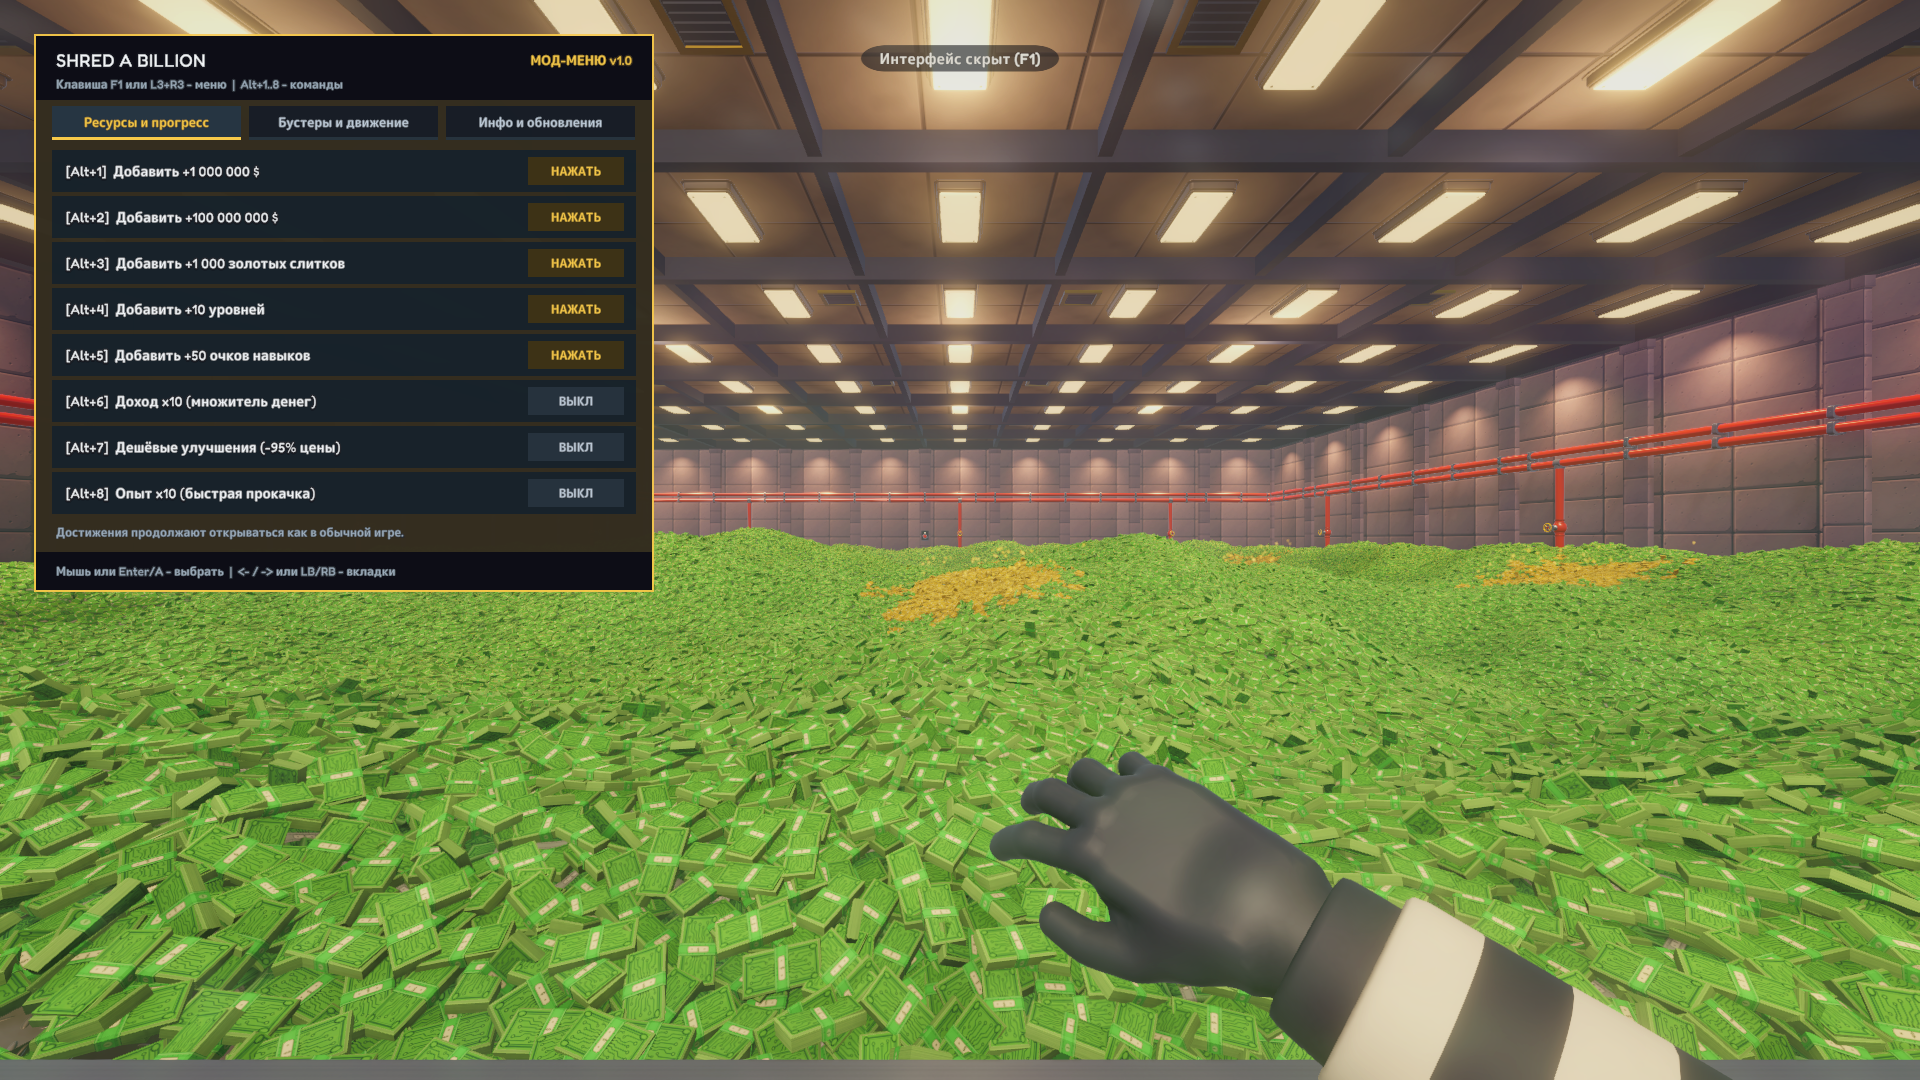 SHRED A BILLION
МОД-МЕНЮ v1.0
Клавиша F1 или L3+R3 - меню | Alt+1..8 - команды
Интерфейс скрыт (F1)
Ресурсы и прогресс
Бустеры и движение
Инфо и обновления
[Alt+1] Добавить +1 000 000 $ НАЖАТЬ
[Alt+2] Добавить +100 000 000 $ НАЖАТЬ
[Alt+3] Добавить +1 000 золотых слитков НАЖАТЬ
[Alt+4] Добавить +10 уровней НАЖАТЬ
[Alt+5] Добавить +50 очков навыков НАЖАТЬ
[Alt+6] Доход x10 (множитель денег) ВЫКЛ
[Alt+7] Дешёвые улучшения (-95% цены) ВЫКЛ
[Alt+8] Опыт x10 (быстрая прокачка) ВЫКЛ
Достижения продолжают открываться как в обычной игре.
Мышь или Enter/A - выбрать | <- / -> или LB/RB - вкладки